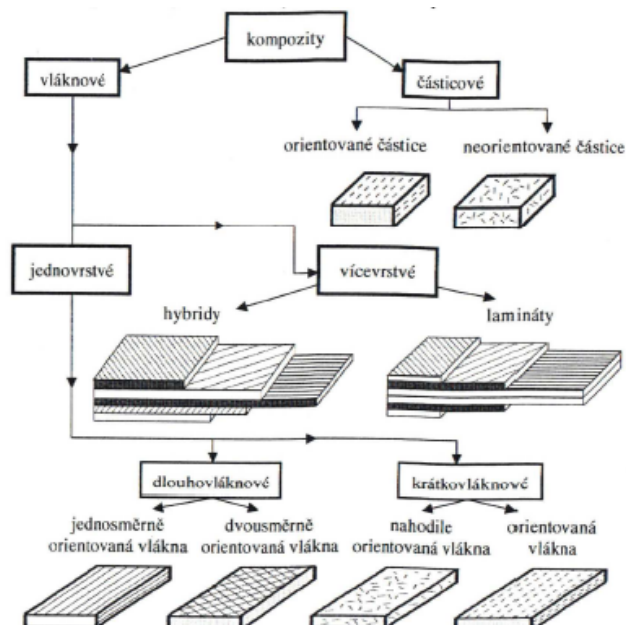 kompozity
vláknové
částicové
orientované částice
neorientované částice
jednovrstvé
vícevrstvé
hybridy
lamináty
dlouhovláknové
krátkovláknové
jednosměrně
orientovaná vlákna
dvousměrně
orientovaná vlákna
nahodile
orientovaná vlákna
orientovaná
vlákna